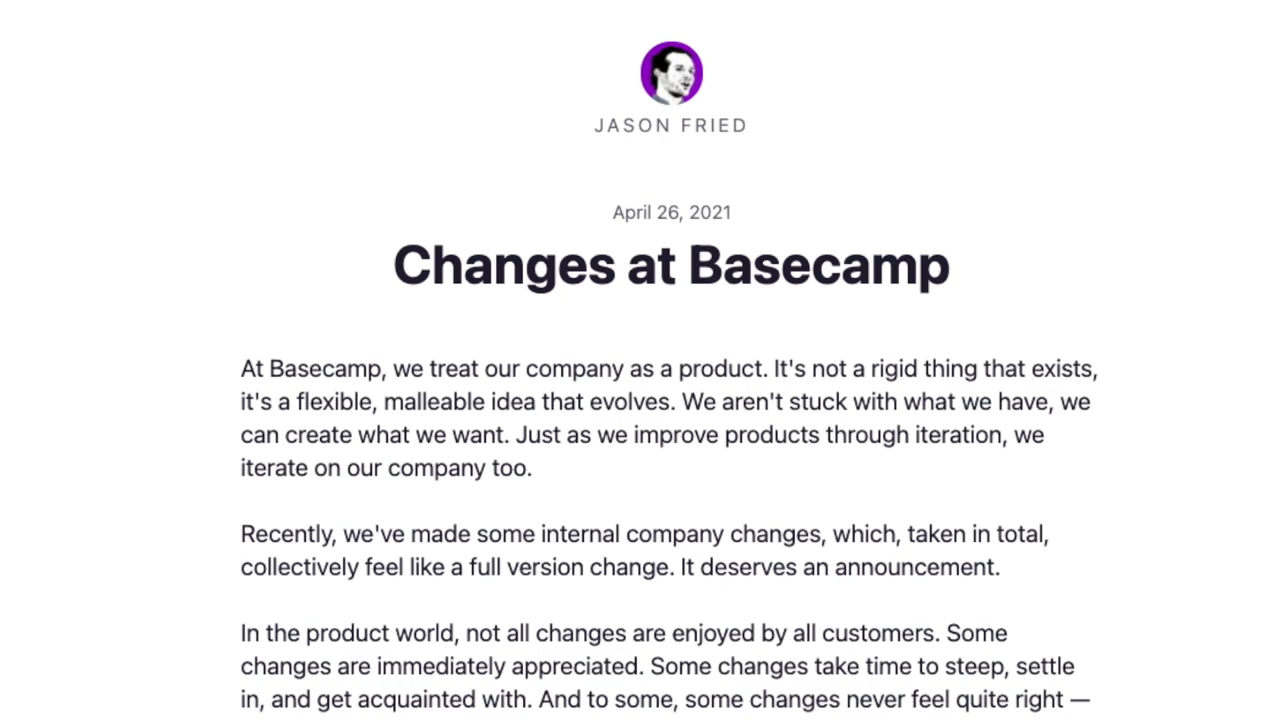 JASON FRIED
April 26, 2021
Changes at Basecamp
At Basecamp, we treat our company as a product. It's not a rigid thing that exists,
it's a flexible, malleable idea that evolves. We aren't stuck with what we have, we
can create what we want. Just as we improve products through iteration, we
iterate on our company too.
Recently, we've made some internal company changes, which, taken in total,
collectively feel like a full version change. It deserves an announcement.
In the product world, not all changes are enjoyed by all customers. Some
changes are immediately appreciated. Some changes take time to steep, settle
in, and get acquainted with. And to some, some changes never feel quite right —